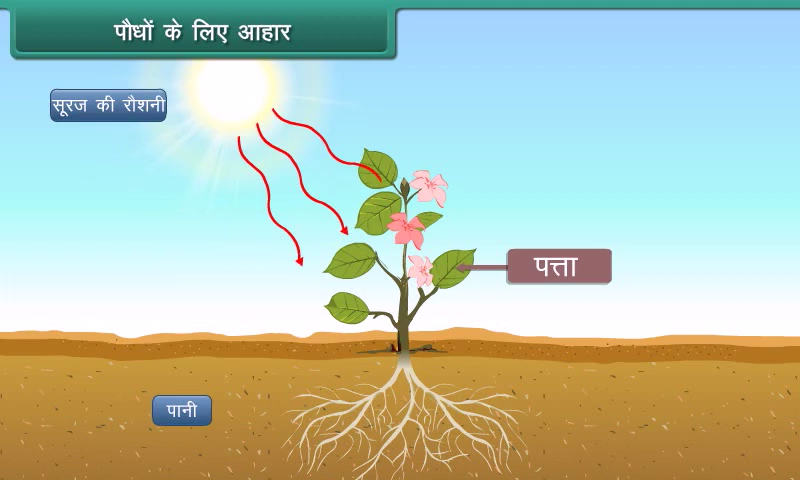 पौधों के लिए आहार
सूरज की रौशनी
पत्ता
पानी